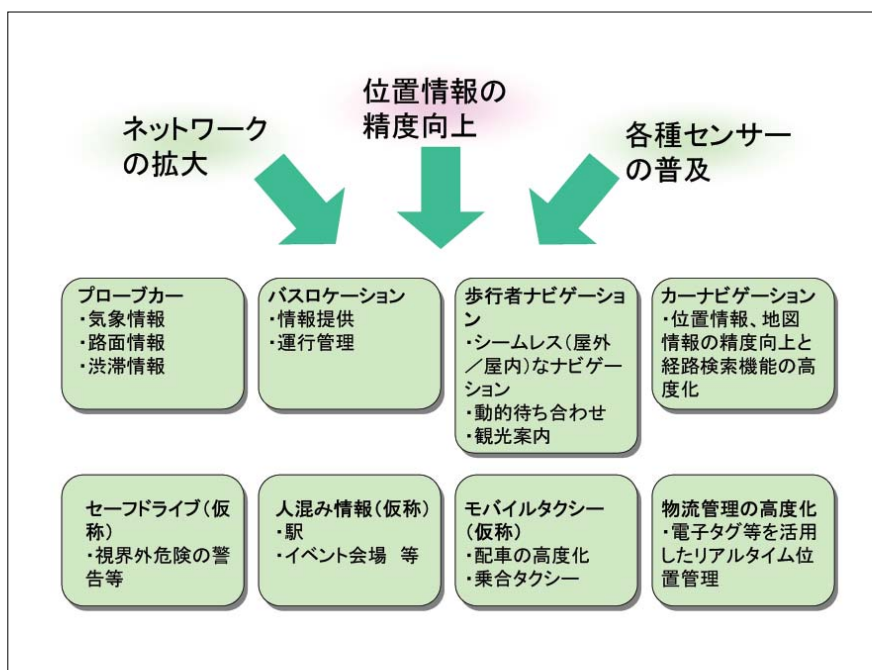 ネットワーク
の拡大
位置情報の
精度向上
各種センサー
の普及
プローブカー
・気象情報
・路面情報
・渋滞情報
バスロケーション
・情報提供
・運行管理
歩行者ナビゲーショ
ン
・シームレス(屋外
／屋内)なナビゲー
ション
・動的待ち合わせ
・観光案内
カーナビゲーション
・位置情報、地図
情報の精度向上と
経路検索機能の高
度化
セーフドライブ(仮
称)
・視界外危険の警
告等
人混み情報(仮称)
・駅
・イベント会場　等
モバイルタクシー
(仮称)
・配車の高度化
・乗合タクシー
物流管理の高度化
・電子タグ等を活用
したリアルタイム位
置管理